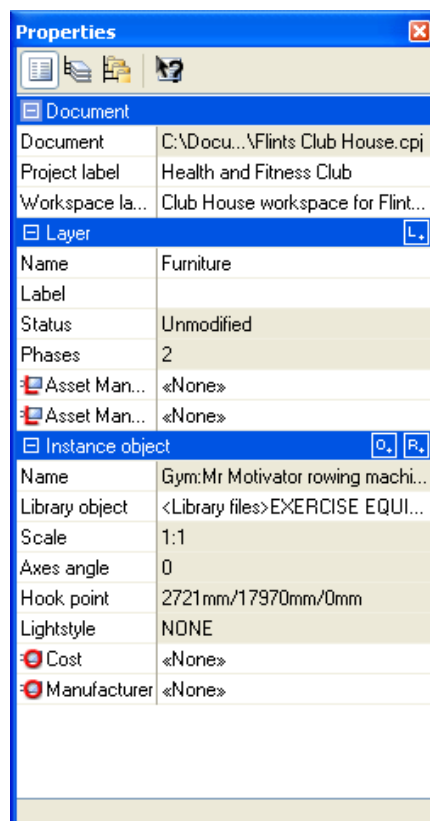 Properties
Document
Document C:\Docu...\Flints Club House.cpj
Project label Health and Fitness Club
Workspace la... Club House workspace for Flint...
Layer L+
Name Furniture
Label
Status Unmodified
Phases 2
Asset Man... «None»
Asset Man... «None»
Instance object O+ R+
Name Gym:Mr Motivator rowing machi...
Library object <Library files>EXERCISE EQUI...
Scale 1:1
Axes angle 0
Hook point 2721mm/17970mm/0mm
Lightstyle NONE
Cost «None»
Manufacturer «None»